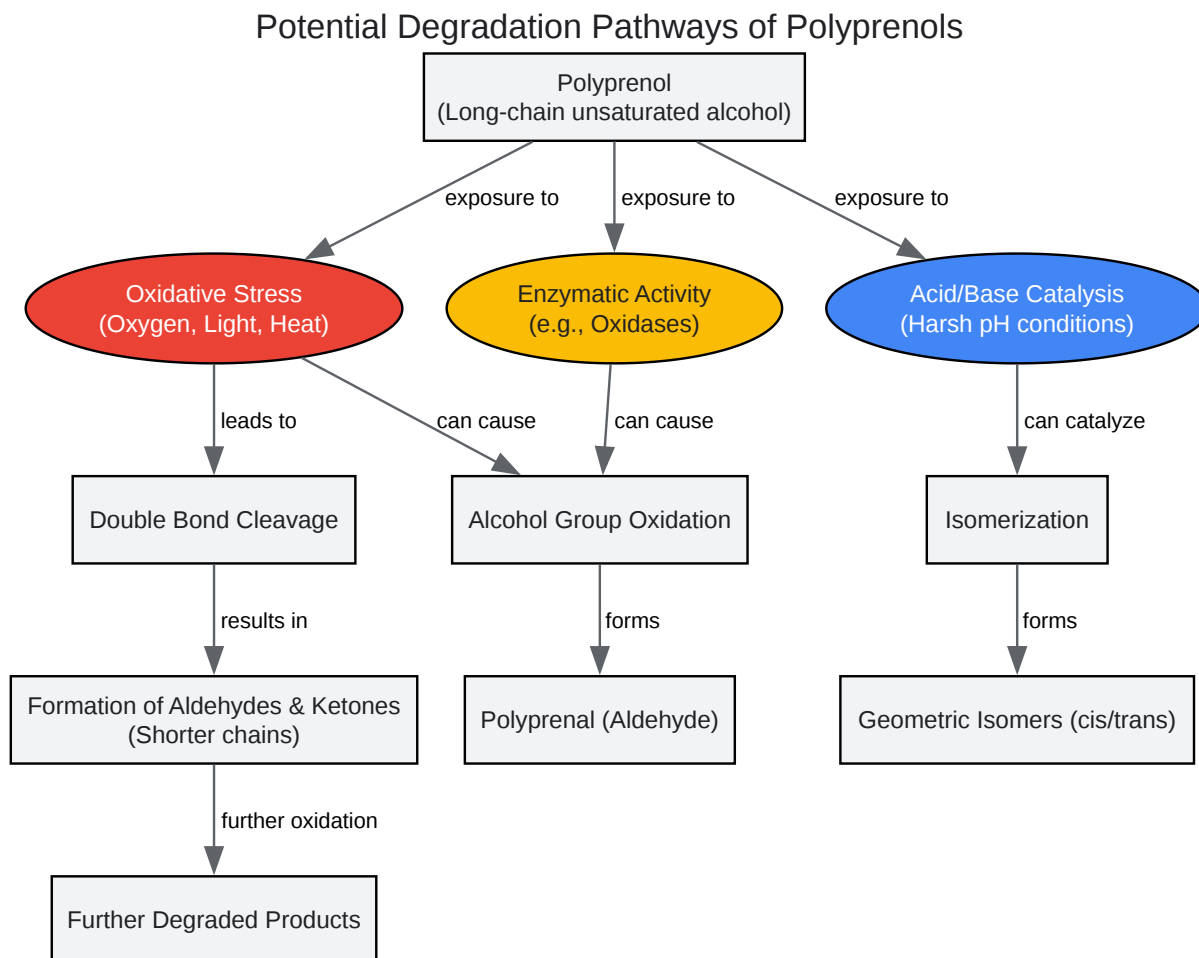 Potential Degradation Pathways of Polyprenols
Polyprenol
(Long-chain unsaturated alcohol)
exposure to
exposure to
exposure to
Oxidative Stress
(Oxygen, Light, Heat)
Enzymatic Activity
(e.g., Oxidases)
Acid/Base Catalysis
(Harsh pH conditions)
leads to
can cause
can cause
can catalyze
Double Bond Cleavage
Alcohol Group Oxidation
Isomerization
results in
forms
forms
Formation of Aldehydes & Ketones
(Shorter chains)
Polyprenal (Aldehyde)
Geometric Isomers (cis/trans)
further oxidation
Further Degraded Products